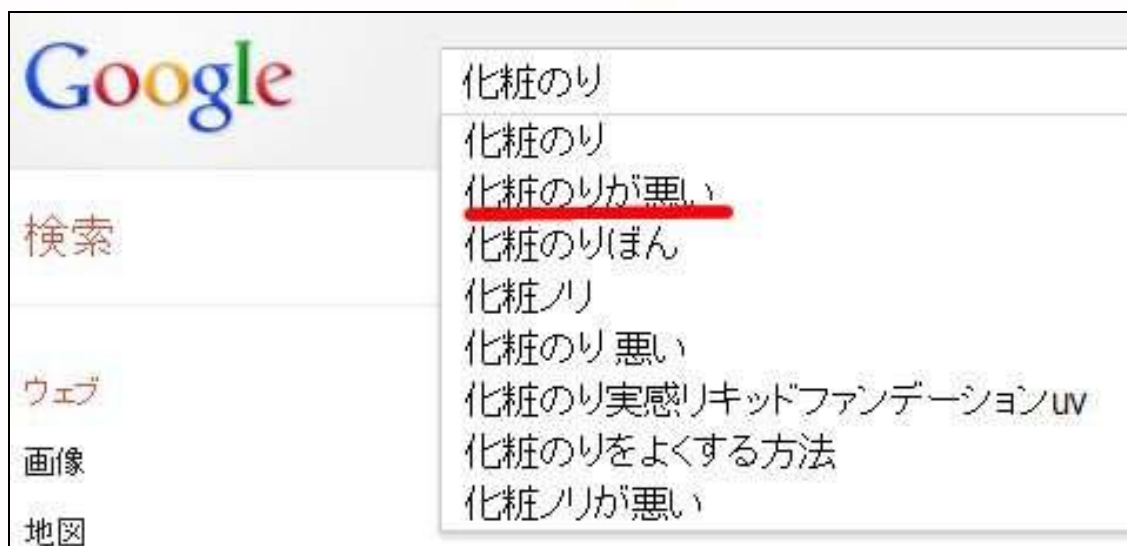 Google
化粧のり
化粧のり
化粧のりが悪い
化粧のりぼん
化粧ノリ
化粧のり 悪い
化粧のり実感リキッドファンデーションuv
化粧のりをよくする方法
化粧ノリが悪い
検索
ウェブ
画像
地図